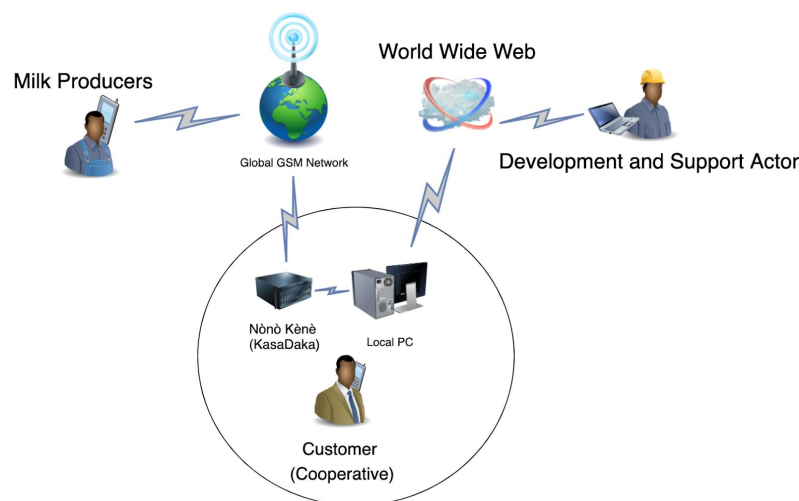 World Wide Web
Milk Producers
Global GSM Network
Development and Support Actor
Nònò Kènè
(KasaDaka)
Local PC
Customer
(Cooperative)